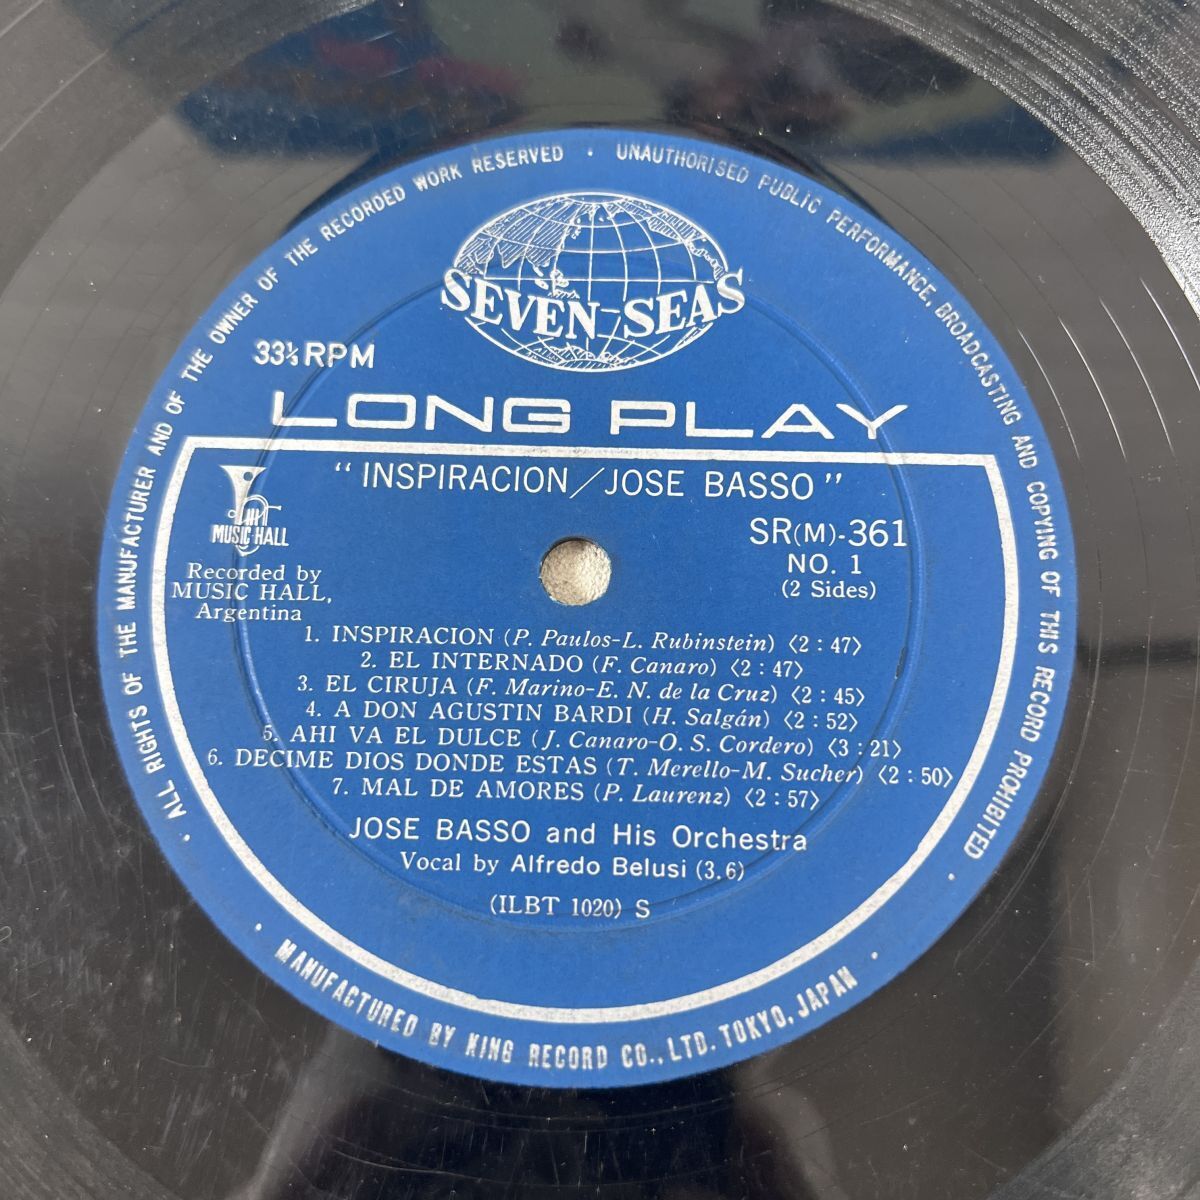 · ALL RIGHTS OF THE MANUFACTURER AND OF THE OWNER OF THE RECORDED WORK RESERVED · UNAUTHORISED PUBLIC PERFORMANCE, BROADCASTING AND COPYING OF THIS RECORD PROHIBITED ·
SEVEN SEAS
33⅓ RPM
LONG PLAY
"INSPIRACION/JOSE BASSO"
MUSIC HALL
Recorded by
MUSIC HALL,
Argentina
SR(M)-361
NO. 1
(2 Sides)
1. INSPIRACION (P. Paulos-L. Rubinstein) 〈2 : 47〉
2. EL INTERNADO (F. Canaro) 〈2 : 47〉
3. EL CIRUJA (F. Marino-E. N. de la Cruz) 〈2 : 45〉
4. A DON AGUSTIN BARDI (H. Salgán) 〈2 : 52〉
5. AHI VA EL DULCE (J. Canaro-O. S. Cordero) 〈3 : 21〉
6. DECIME DIOS DONDE ESTAS (T. Merello-M. Sucher) 〈2 : 50〉
7. MAL DE AMORES (P. Laurenz) 〈2 : 57〉
JOSE BASSO and His Orchestra
Vocal by Alfredo Belusi (3.6)
(ILBT 1020) S
· MANUFACTURED BY KING RECORD CO., LTD. TOKYO, JAPAN ·